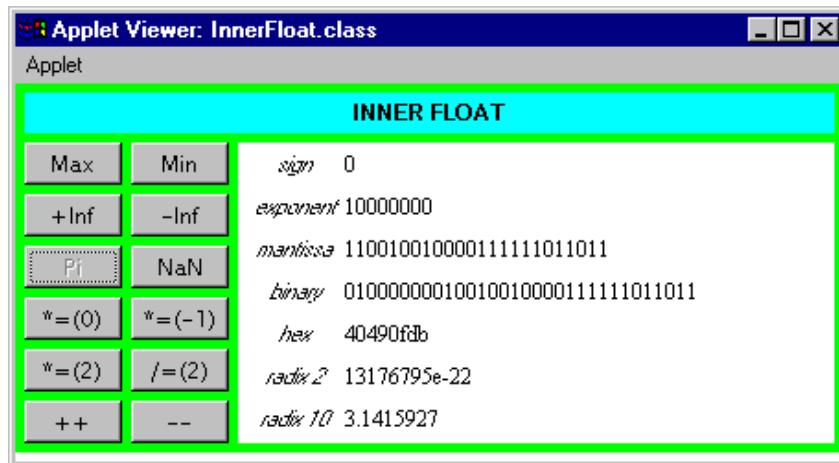 Applet Viewer: InnerFloat.class
Applet
INNER FLOAT
Max Min
+Inf -Inf
Pi NaN
*=(0) *=(-1)
*=(2) /=(2)
++ --
sign 0
exponent 10000000
mantissa 110010010000111111011011
binary 01000000010010010000111111011011
hex 40490fdb
radix 2 13176795e-22
radix 10 3.1415927